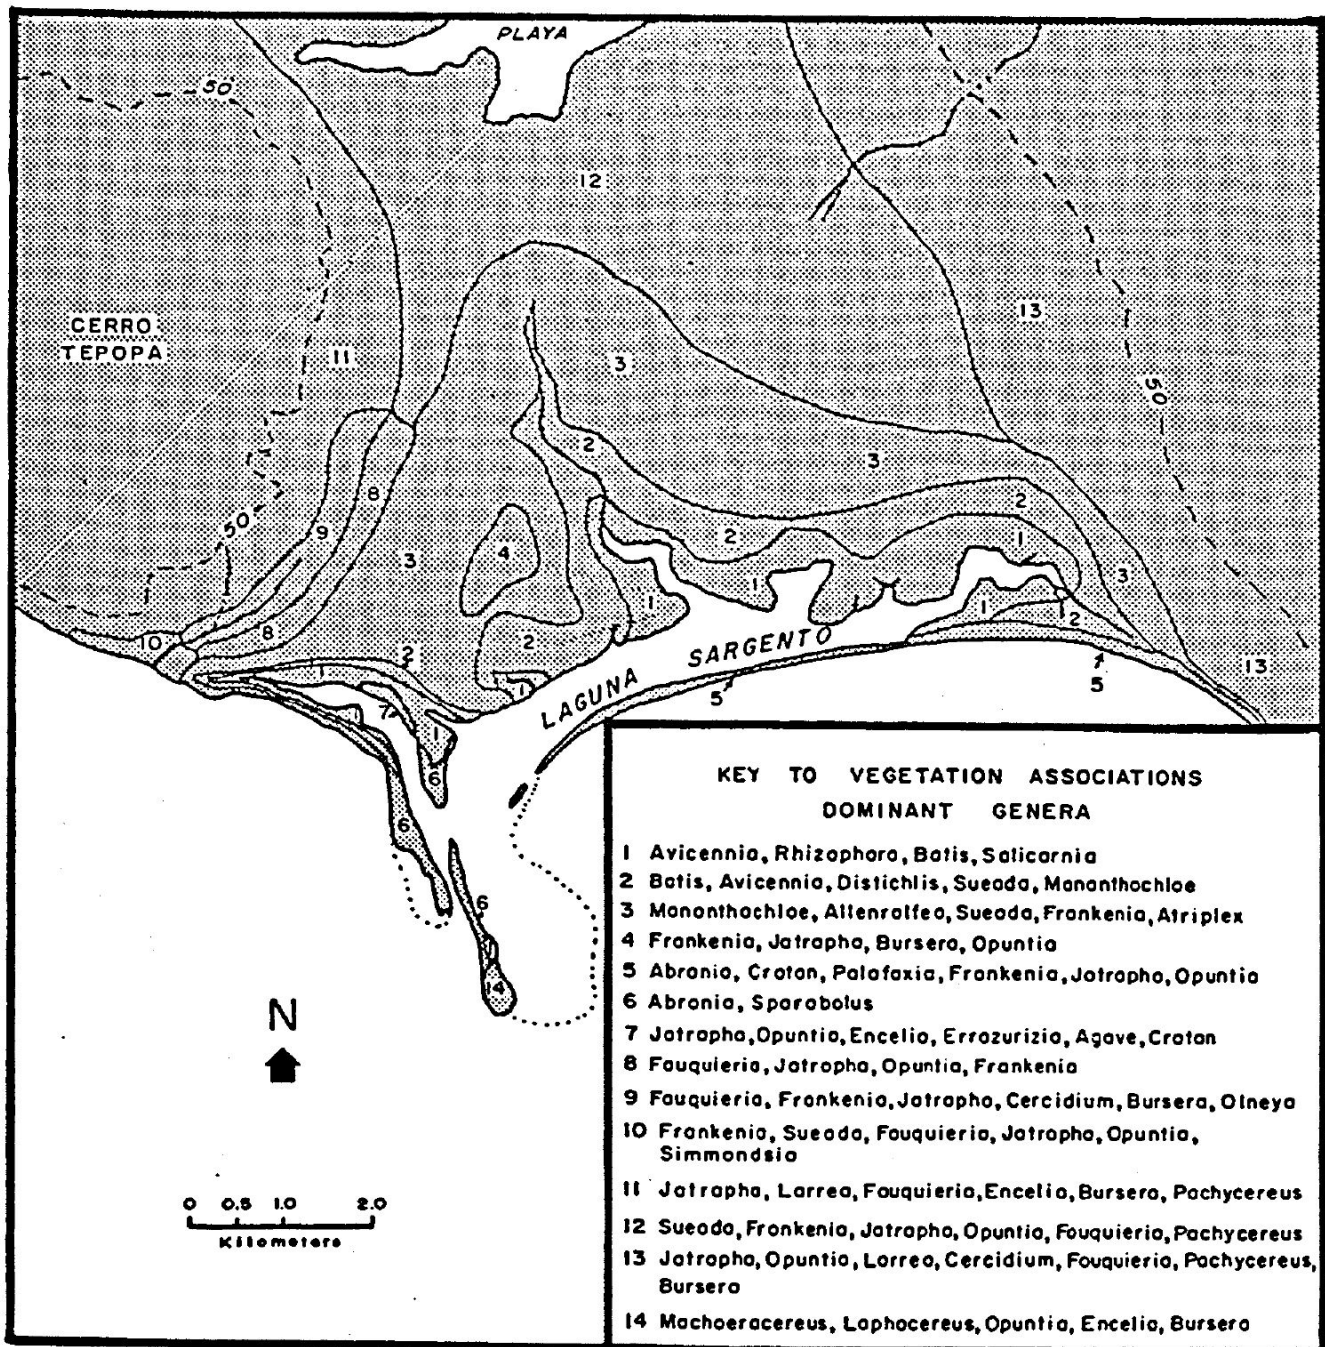 PLAYA
50
12
CERRO
TEPOPA
11
13
3
50
2
3
8
50
9
2
2
1
4
3
1
1
3
1
2
10
8
2
12
LAGUNA SARGENTO
1
2
1
5
5
13
7
1
1
6
6
6
14
N
0 0.5 1.0 2.0
Kilometers
KEY TO VEGETATION ASSOCIATIONS
DOMINANT GENERA
1 Avicennia, Rhizophora, Batis, Salicornia
2 Batis, Avicennia, Distichlis, Sueada, Monanthochloe
3 Monanthochloe, Allenrolfea, Sueada, Frankenia, Atriplex
4 Frankenia, Jatropha, Bursera, Opuntia
5 Abronia, Croton, Palafoxia, Frankenia, Jatropha, Opuntia
6 Abronia, Sporobolus
7 Jatropha, Opuntia, Encelia, Errazurizia, Agave, Croton
8 Fouquieria, Jatropha, Opuntia, Frankenia
9 Fouquieria, Frankenia, Jatropha, Cercidium, Bursera, Olneya
10 Frankenia, Sueada, Fouquieria, Jatropha, Opuntia,
Simmondsia
11 Jatropha, Larrea, Fouquieria, Encelia, Bursera, Pachycereus
12 Sueada, Frankenia, Jatropha, Opuntia, Fouquieria, Pachycereus
13 Jatropha, Opuntia, Larrea, Cercidium, Fouquieria, Pachycereus,
Bursera
14 Machaeracereus, Lophocereus, Opuntia, Encelia, Bursera